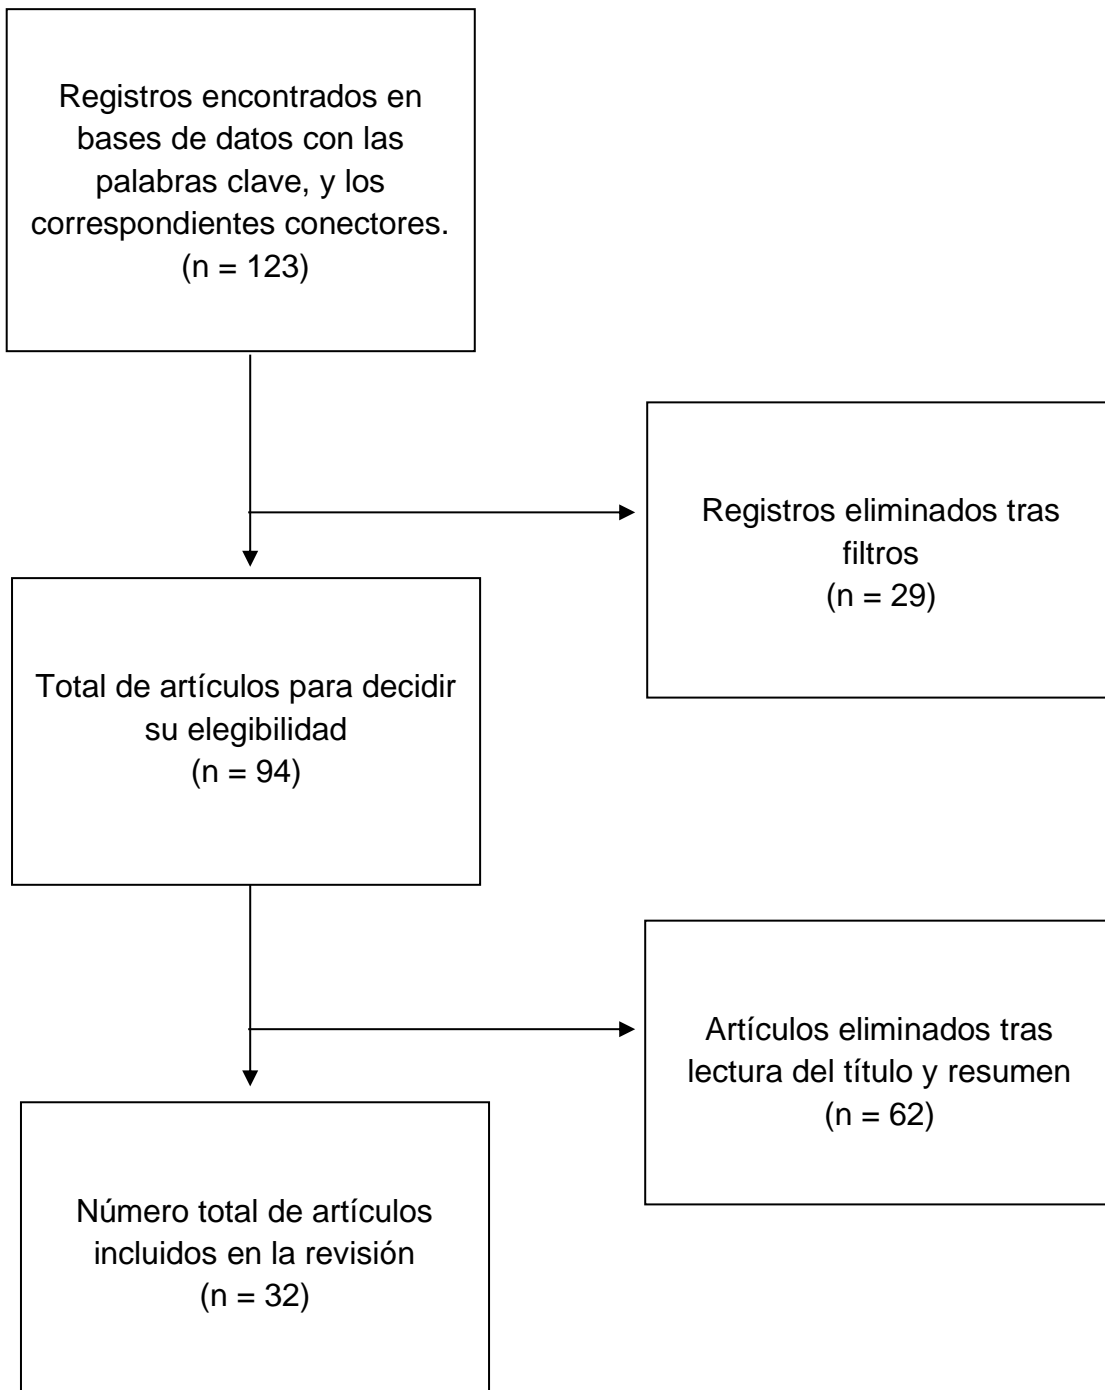 Registros encontrados en
bases de datos con las
palabras clave, y los
correspondientes conectores.
(n = 123)
Registros eliminados tras
filtros
(n = 29)
Total de artículos para decidir
su elegibilidad
(n = 94)
Artículos eliminados tras
lectura del título y resumen
(n = 62)
Número total de artículos
incluidos en la revisión
(n = 32)